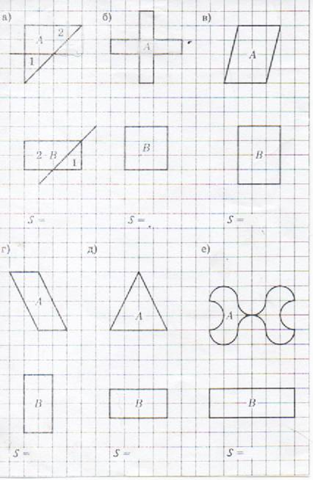 а) б) в)
A 2 A A
1
2 B 1 B B
S = S = S =
г) д) е)
A A A
B B B
S = S = S =